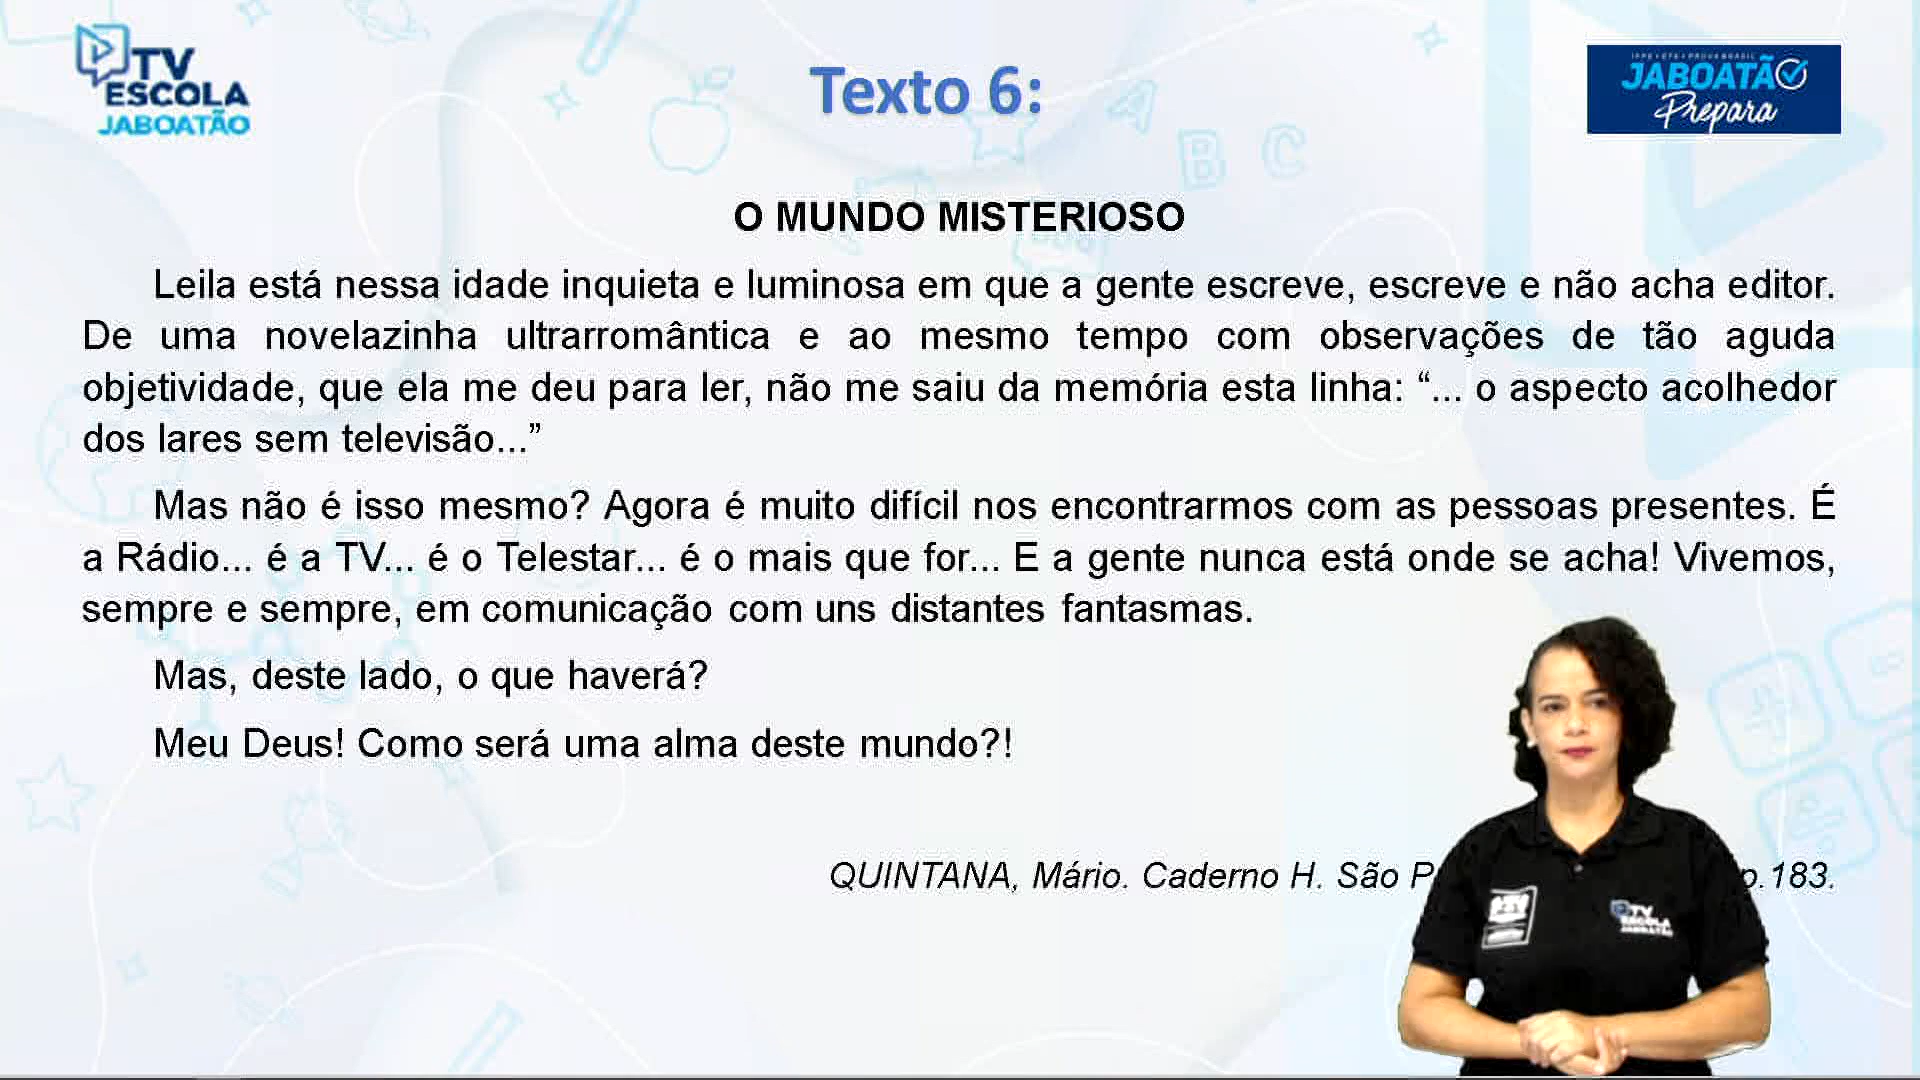 TV
ESCOLA
JABOATÃO
Texto 6:
JABOATÃO
Prepara
O MUNDO MISTERIOSO
Leila está nessa idade inquieta e luminosa em que a gente escreve, escreve e não acha editor.
De uma novelazinha ultrarromântica e ao mesmo tempo com observações de tão aguda
objetividade, que ela me deu para ler, não me saiu da memória esta linha: “... o aspecto acolhedor
dos lares sem televisão...”
Mas não é isso mesmo? Agora é muito difícil nos encontrarmos com as pessoas presentes. É
a Rádio... é a TV... é o Telestar... é o mais que for... E a gente nunca está onde se acha! Vivemos,
sempre e sempre, em comunicação com uns distantes fantasmas.
Mas, deste lado, o que haverá?
Meu Deus! Como será uma alma deste mundo?!
QUINTANA, Mário. Caderno H. São P p.183.
TV
ESCOLA
JABOATÃO
A
B C